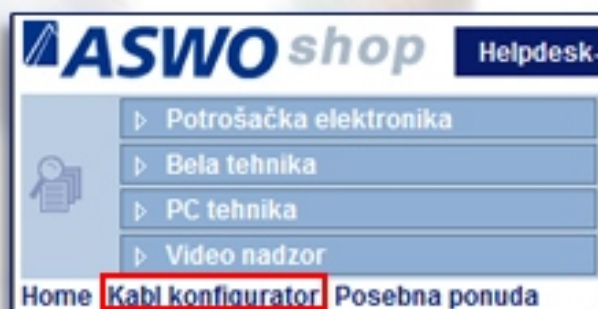 ASWO shop Helpdesk-
Potrošačka elektronika
Bela tehnika
PC tehnika
Video nadzor
Home Kabl konfigurator Posebna ponuda